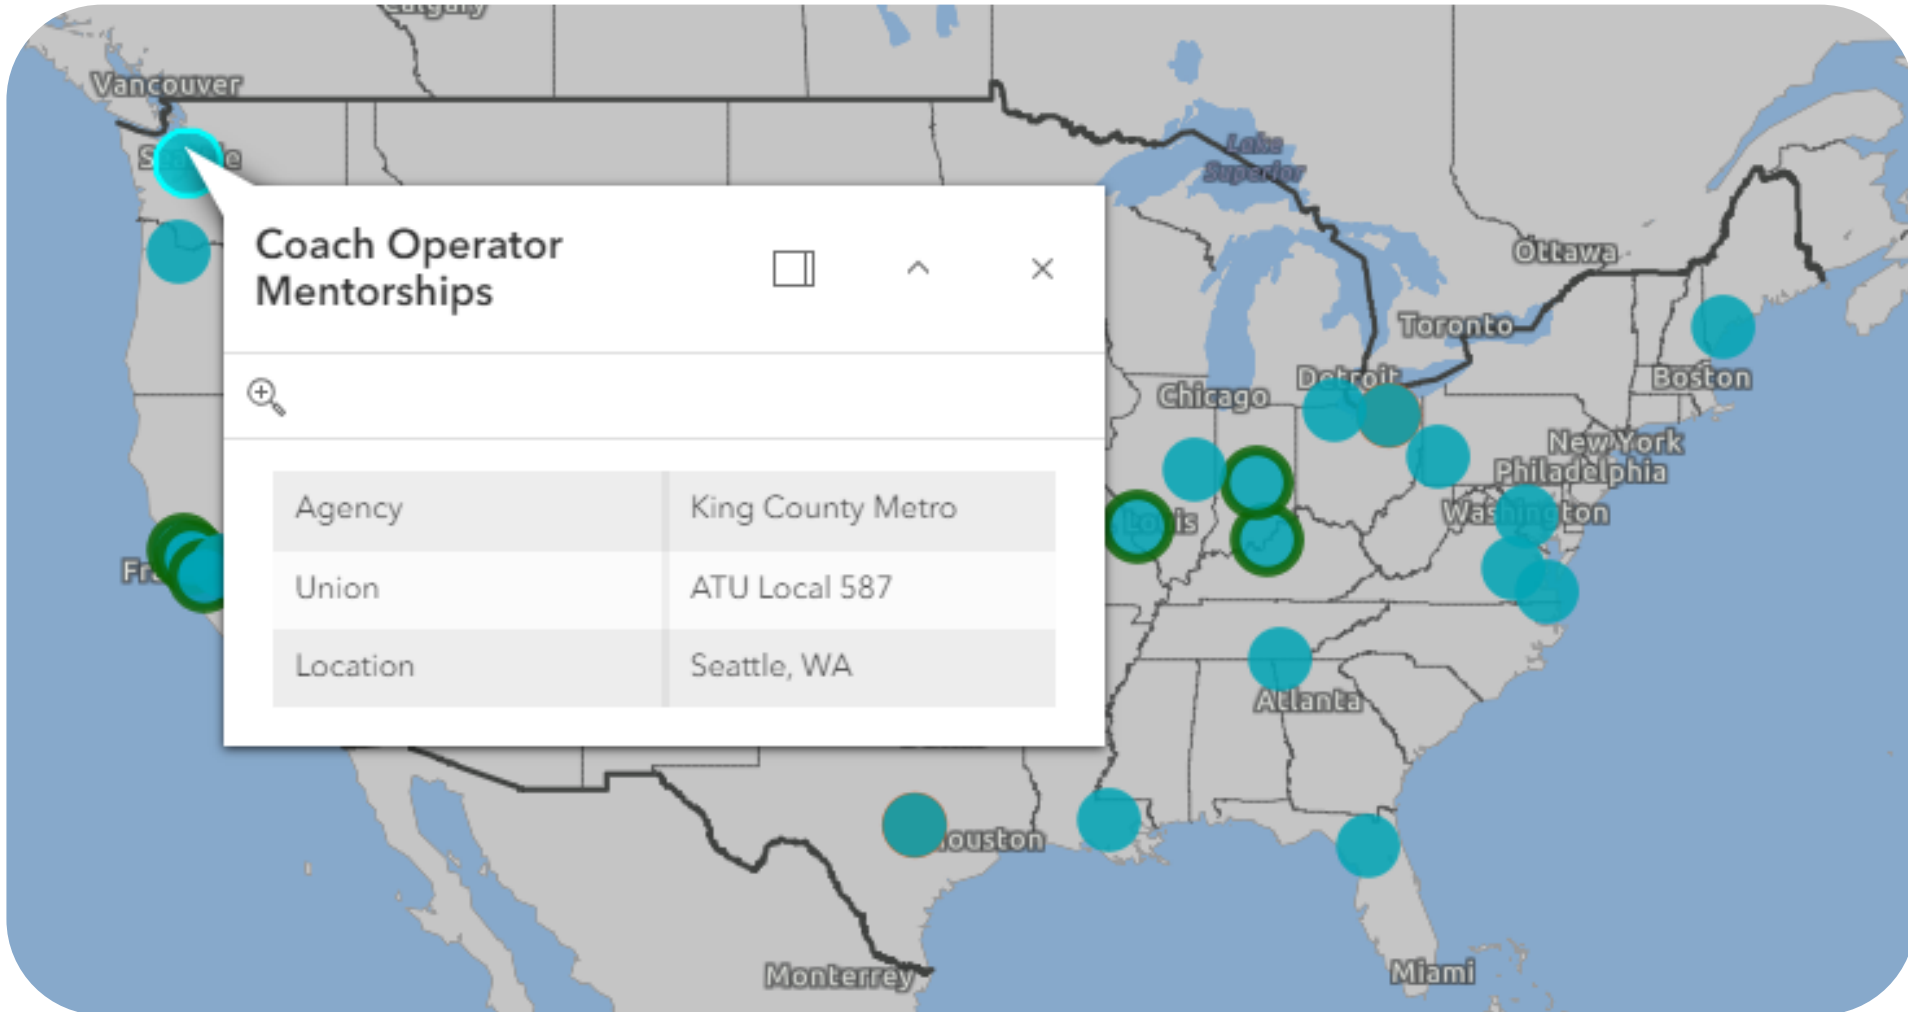 Calgary
Vancouver
Lake
Superior
Ottawa
Toronto
Detroit
Boston
Chicago
New York
Philadelphia
Washington
Atlanta
Miami
Monterrey
Coach Operator
Mentorships
Agency King County Metro
Union ATU Local 587
Location Seattle, WA